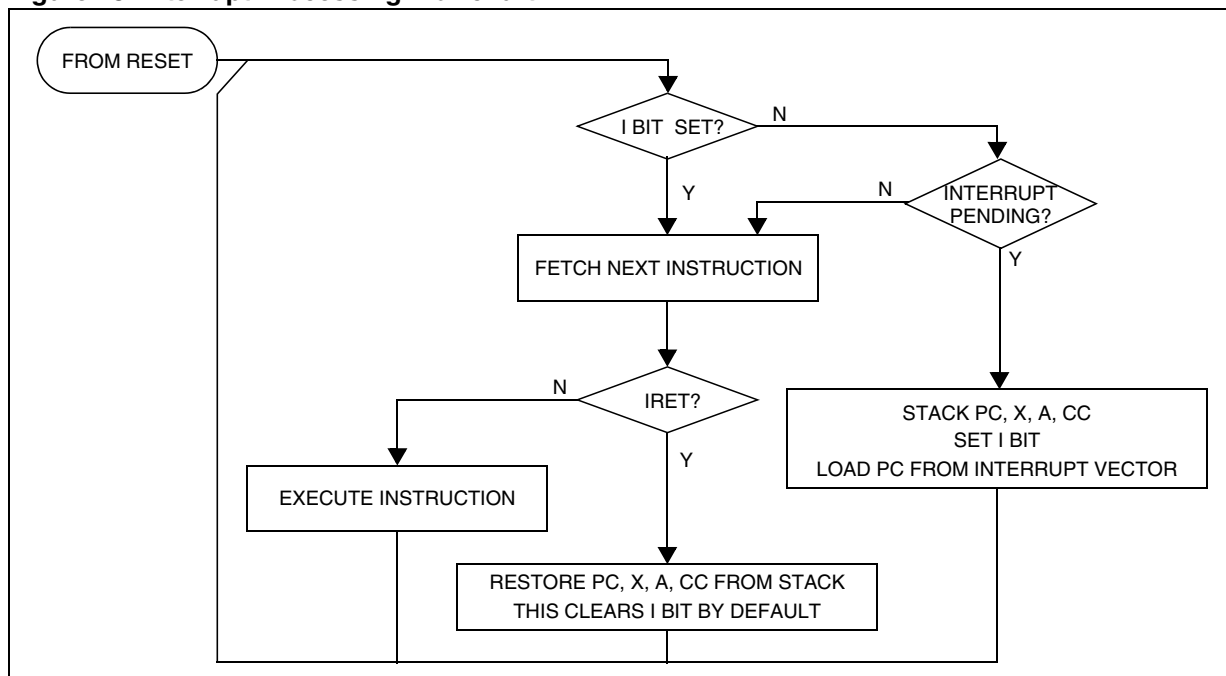 FROM RESET
I BIT SET?
N
Y
N
INTERRUPT
PENDING?
Y
FETCH NEXT INSTRUCTION
N
IRET?
Y
STACK PC, X, A, CC
SET I BIT
LOAD PC FROM INTERRUPT VECTOR
EXECUTE INSTRUCTION
RESTORE PC, X, A, CC FROM STACK
THIS CLEARS I BIT BY DEFAULT